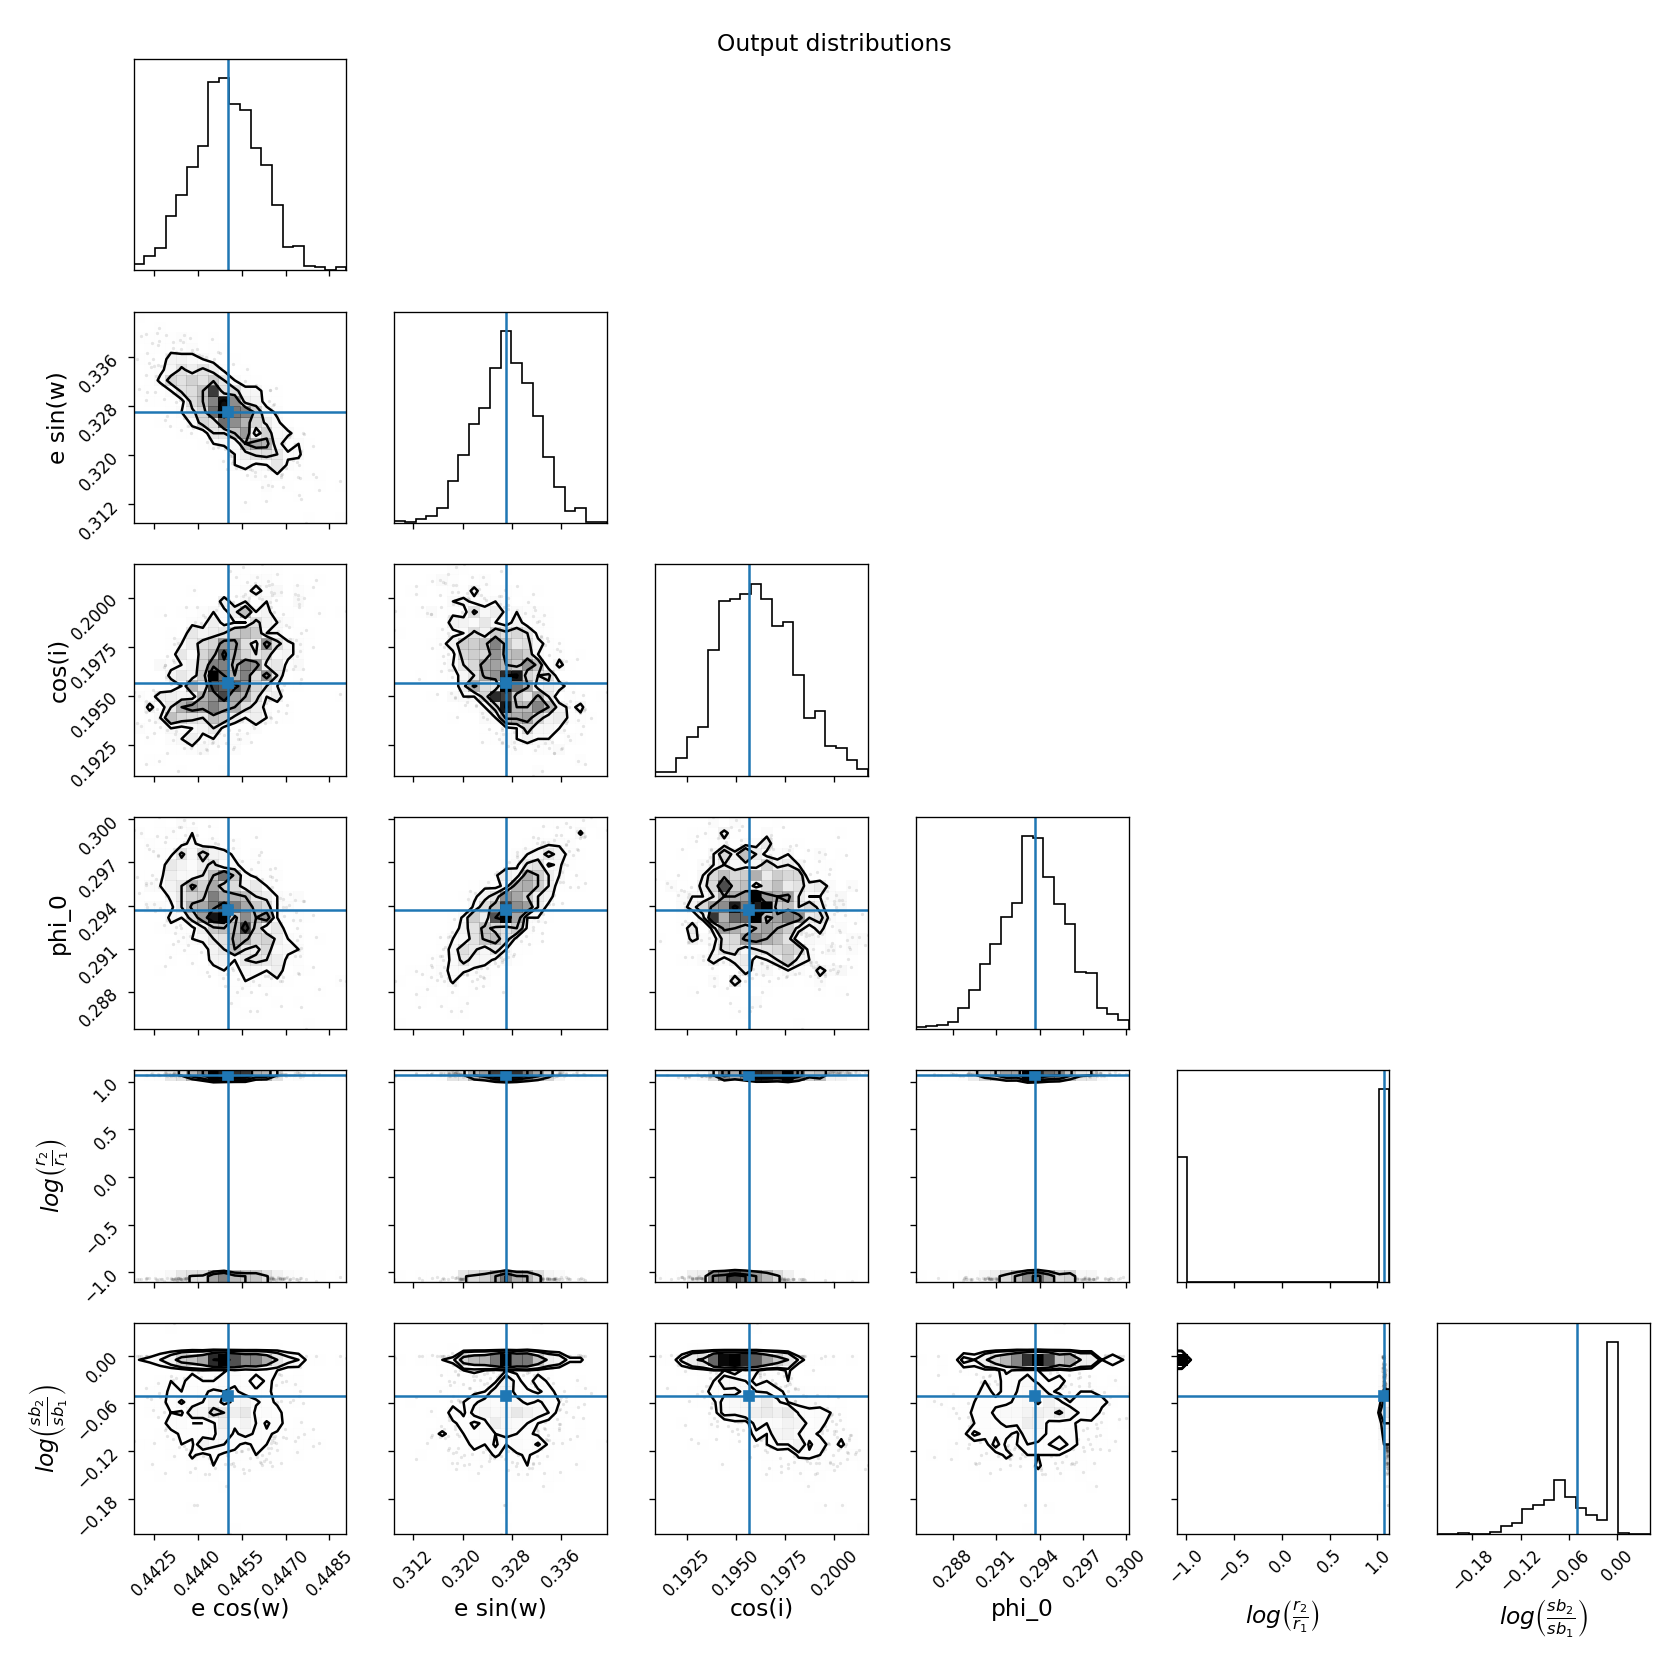 Output distributions
e sin(w)
0.336
0.328
0.320
0.312
cos(i)
0.2000
0.1975
0.1950
0.1925
phi_0
0.300
0.297
0.294
0.291
0.288
log(r2/r1)
1.0
0.5
0.0
−0.5
−1.0
log(sb2/sb1)
0.00
−0.06
−0.12
−0.18
0.4425 0.4440 0.4455 0.4470 0.4485 0.312 0.320 0.328 0.336 0.1925 0.1950 0.1975 0.2000 0.288 0.291 0.294 0.297 0.300 −1.0 −0.5 0.0 0.5 1.0 −0.18 −0.12 −0.06 0.00
e cos(w) e sin(w) cos(i) phi_0 log(r2/r1) log(sb2/sb1)